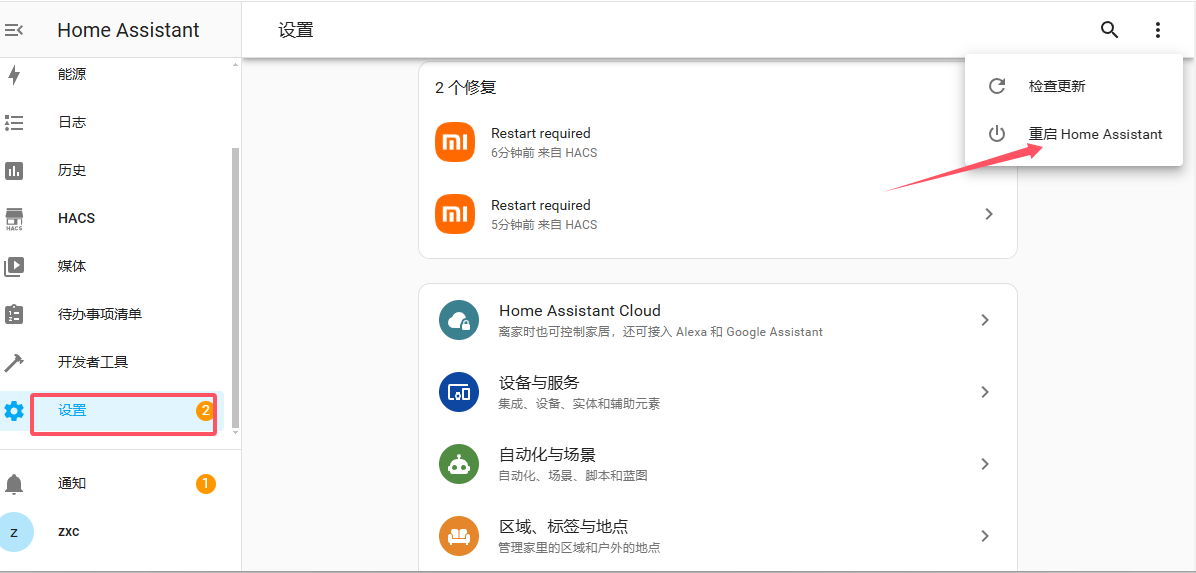 Home Assistant
能源
日志
历史
HACS
HACS
媒体
待办事项清单
开发者工具
设置
2
通知
1
z
zxc
设置
检查更新
重启 Home Assistant
2 个修复
Restart required
6分钟前 来自 HACS
Restart required
5分钟前 来自 HACS
Home Assistant Cloud
离家时也可控制家居，还可接入 Alexa 和 Google Assistant
设备与服务
集成、设备、实体和辅助元素
自动化与场景
自动化、场景、脚本和蓝图
区域、标签与地点
管理家里的区域和户外的地点